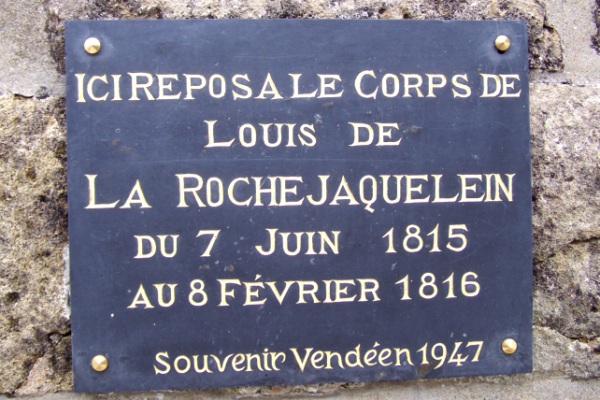 ICI REPOSA LE CORPS DE
LOUIS DE
LA ROCHEJAQUELEIN
DU 7 JUIN 1815
AU 8 FÉVRIER 1816
Souvenir Vendéen 1947